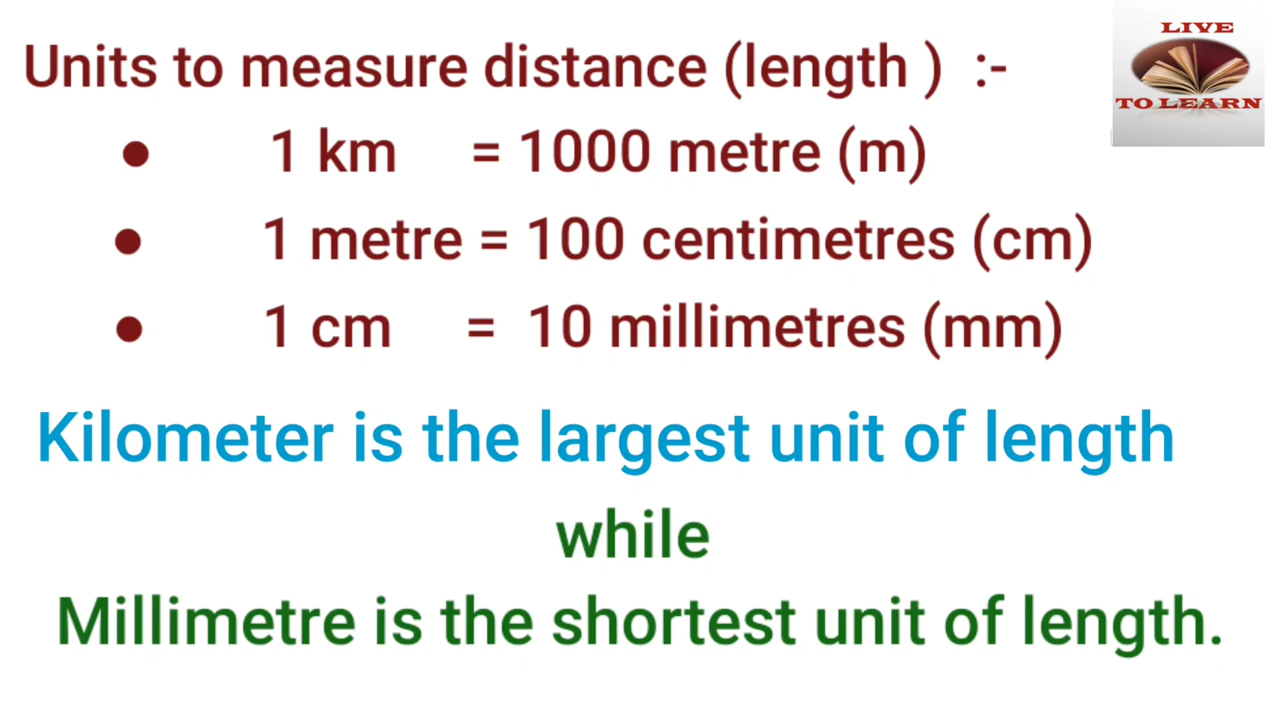 Units to measure distance (length ) :-
• 1 km = 1000 metre (m)
• 1 metre = 100 centimetres (cm)
• 1 cm = 10 millimetres (mm)
Kilometer is the largest unit of length
while
Millimetre is the shortest unit of length.
LIVE
TO LEARN